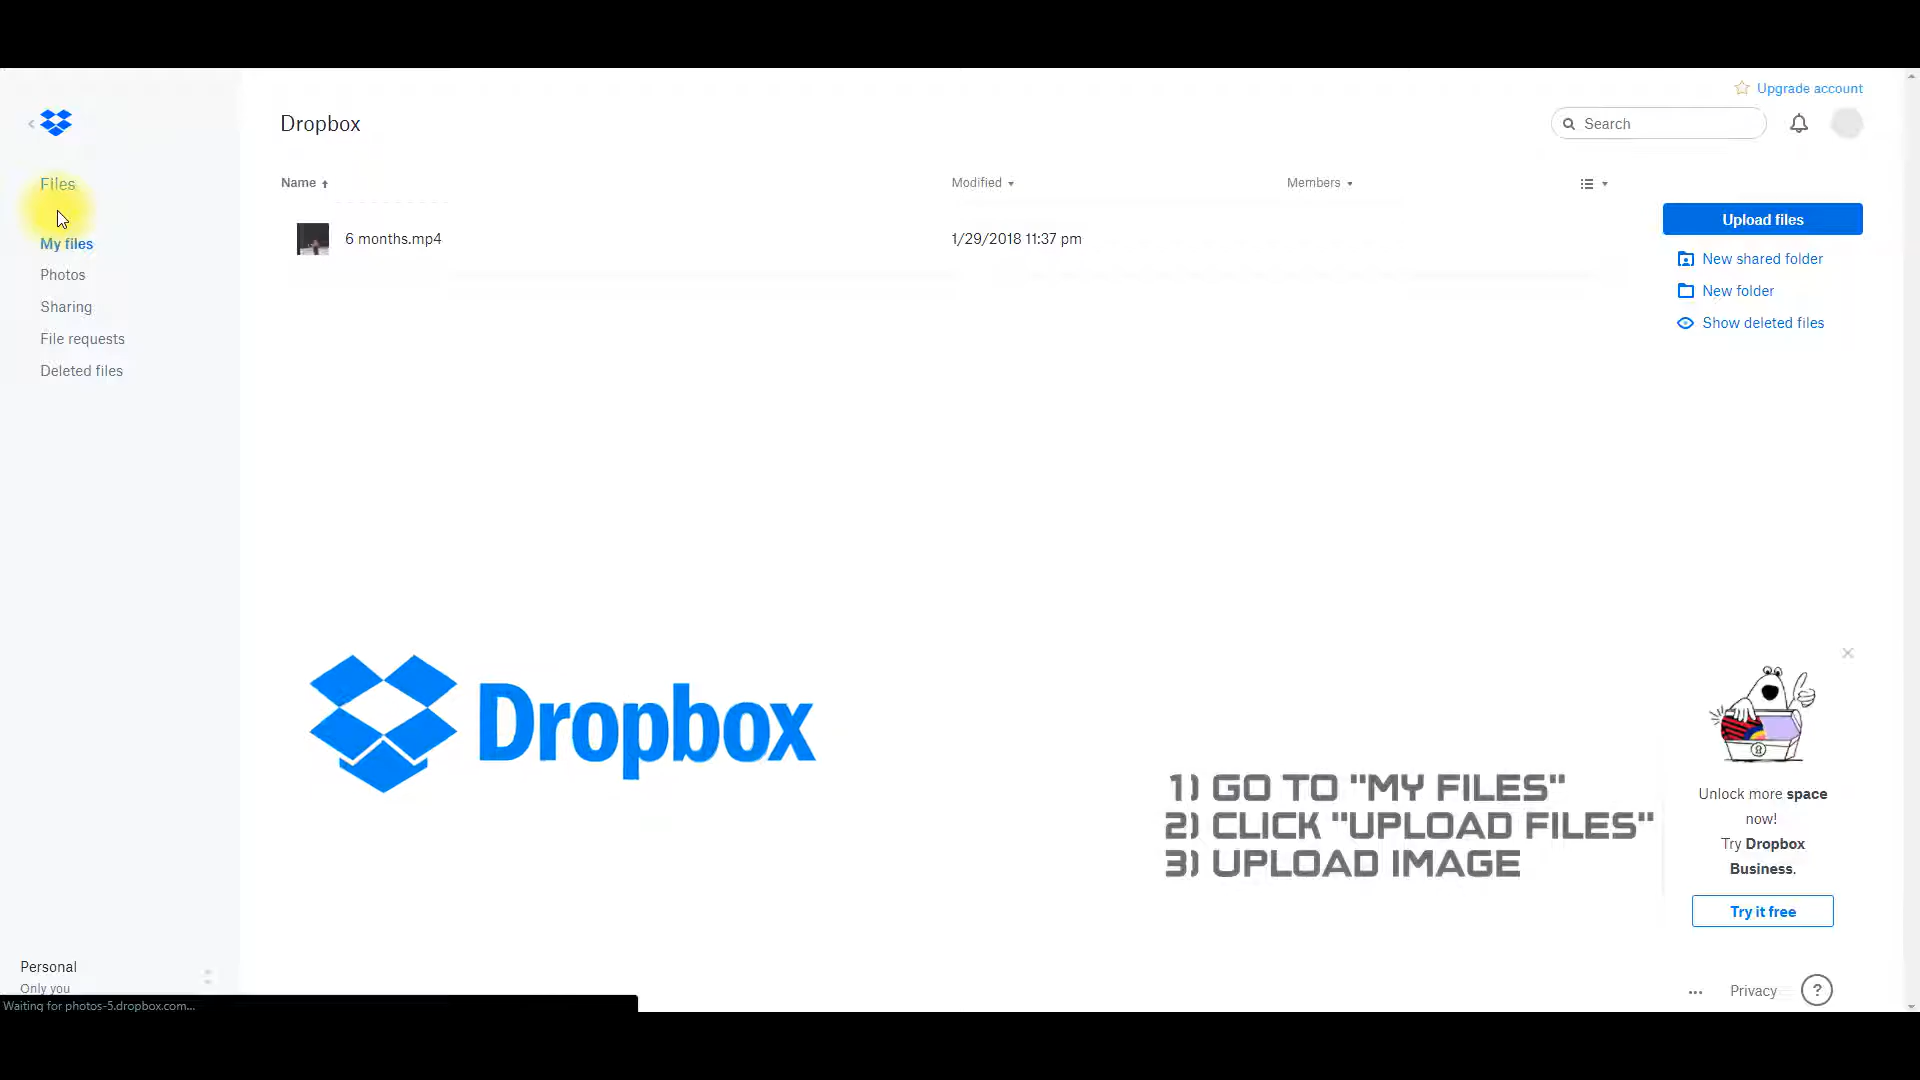 Upgrade account
Dropbox
Search
Files
My files
Photos
Sharing
File requests
Deleted files
Name
Modified
Members
6 months.mp4
1/29/2018 11:37 pm
Upload files
New shared folder
New folder
Show deleted files
Dropbox
1) GO TO "MY FILES"
2) CLICK "UPLOAD FILES"
3) UPLOAD IMAGE
Unlock more space
now!
Try Dropbox
Business.
Try it free
Personal
Only you
Waiting for photos-5.dropbox.com...
... Privacy ?